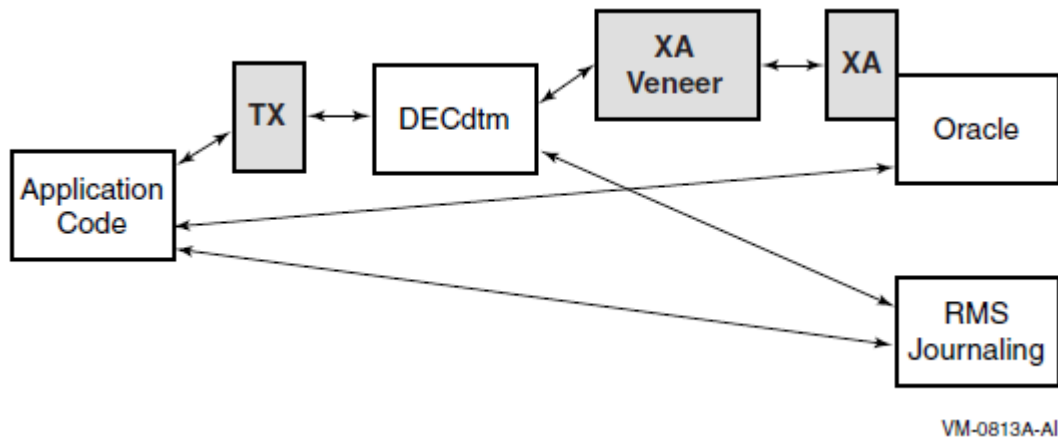 XA
Veneer
XA
TX
DECdtm
Oracle
Application
Code
RMS
Journaling
VM-0813A-AI